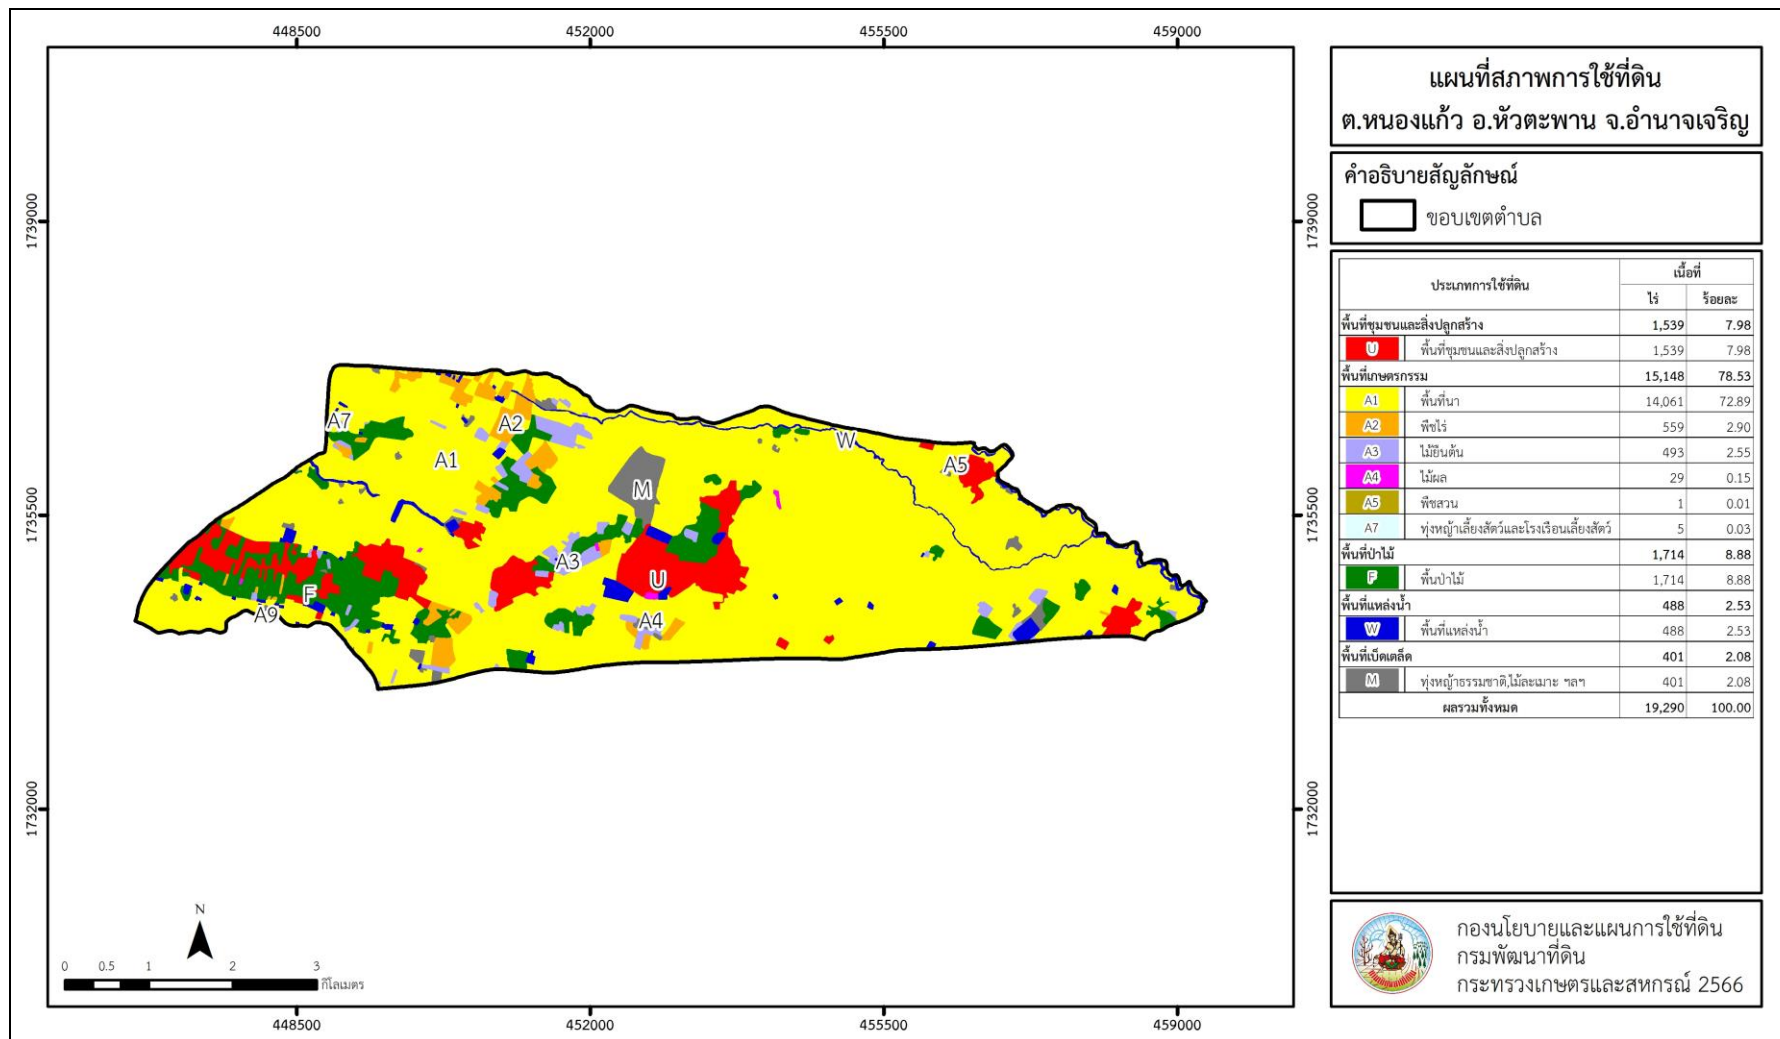 448500 452000 455500 459000
แผนที่สภาพการใช้ที่ดิน
ต.หนองแก้ว อ.หัวตะพาน จ.อำนาจเจริญ
คำอธิบายสัญลักษณ์
ขอบเขตตำบล
1739000 1739000
1735500 1735500
1732000 1732000
A7
A2
A1
W
A5
M
A3
U
F
A9
A4
ประเภทการใช้ที่ดิน เนื้อที่
ไร่ ร้อยละ
พื้นที่ชุมชนและสิ่งปลูกสร้าง 1,539 7.98
U พื้นที่ชุมชนและสิ่งปลูกสร้าง 1,539 7.98
พื้นที่เกษตรกรรม 15,148 78.53
A1 พื้นที่นา 14,061 72.89
A2 พืชไร่ 559 2.90
A3 ไม้ยืนต้น 493 2.55
A4 ไม้ผล 29 0.15
A5 พืชสวน 1 0.01
A7 ทุ่งหญ้าเลี้ยงสัตว์และโรงเรือนเลี้ยงสัตว์ 5 0.03
พื้นที่ป่าไม้ 1,714 8.88
F พื้นป่าไม้ 1,714 8.88
พื้นที่แหล่งน้ำ 488 2.53
W พื้นที่แหล่งน้ำ 488 2.53
พื้นที่เบ็ดเตล็ด 401 2.08
M ทุ่งหญ้าธรรมชาติ,ไม้ละเมาะ ฯลฯ 401 2.08
ผลรวมทั้งหมด 19,290 100.00
N
0 0.5 1 2 3
กิโลเมตร
448500 452000 455500 459000
กองนโยบายและแผนการใช้ที่ดิน
กรมพัฒนาที่ดิน
กระทรวงเกษตรและสหกรณ์ 2566